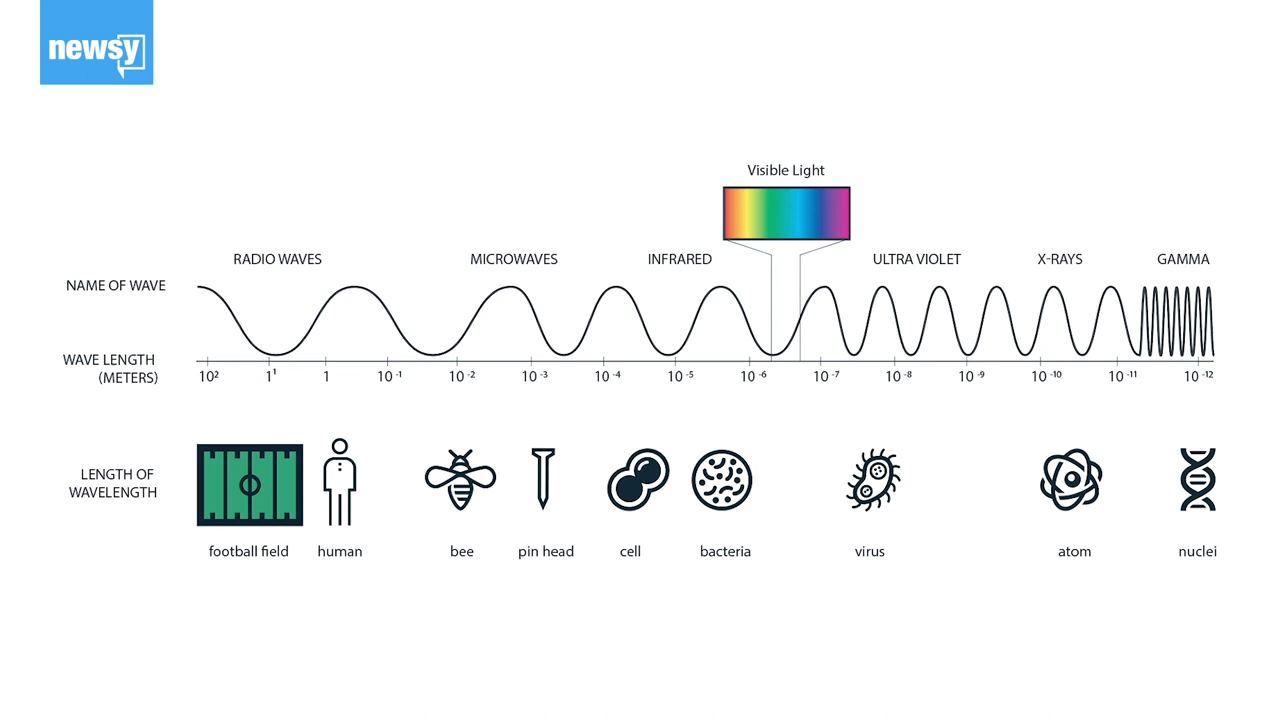 newsy
Visible Light
RADIO WAVES MICROWAVES INFRARED ULTRA VIOLET X-RAYS GAMMA
NAME OF WAVE
WAVE LENGTH
(METERS)
10² 1¹ 1 10⁻¹ 10⁻² 10⁻³ 10⁻⁴ 10⁻⁵ 10⁻⁶ 10⁻⁷ 10⁻⁸ 10⁻⁹ 10⁻¹⁰ 10⁻¹¹ 10⁻¹²
LENGTH OF
WAVELENGTH
football field human bee pin head cell bacteria virus atom nuclei